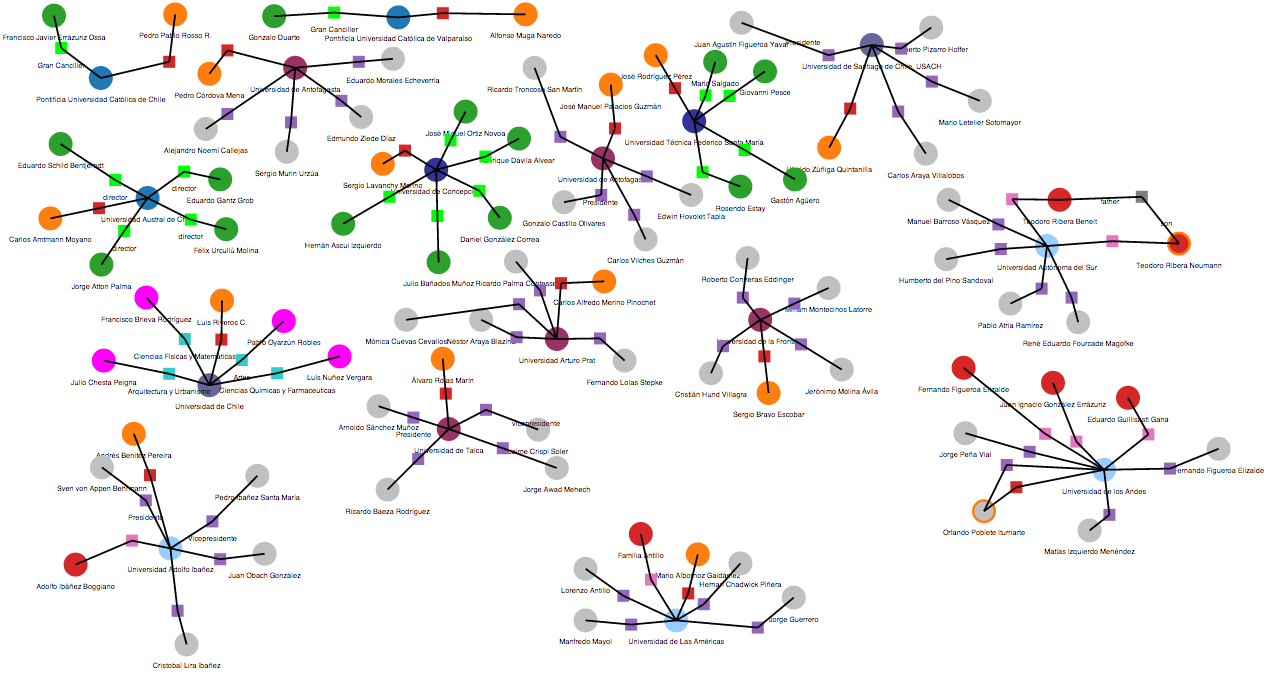 Francisco Javier Errázuriz Ossa
Pedro Pablo Rosso R.
Gran Canciller
Pontificia Universidad Católica de Chile
Gonzalo Duarte
Gran Canciller
Pontificia Universidad Católica de Valparaíso
Alfonso Muga Naredo
Pedro Córdova Mena
Universidad de Antofagasta
Eduardo Morales Echeverría
Edmundo Ziede Díaz
Alejandro Noemí Callejas
Sergio Murin Urzúa
Ricardo Troncoso San Martín
José Manuel Palacios Guzmán
Universidad de Antofagas
Presidente
Gonzalo Castillo Olivares
Edwin Hovolet Tapia
Carlos Vilches Guzmán
José Rodríguez Pérez
Mario Salgado
Giovanni Pesce
Universidad Técnica Federico Santa María
Rosendo Estay
Gastón Agüero
Juan Agustín Figueroa Yavar
Presidente
Universidad de Santiago de Chile, USACH
Pizarro Hoffer
Mario Letelier Sotomayor
Zúñiga Quintanilla
Carlos Araya Villalobos
Eduardo Schild Bentjerodt
director
Eduardo Gantz Grob
director
Universidad Austral de
Carlos Amtmann Moyano
director
Félix Urcullú Molina
director
Jorge Atton Palma
José Miguel Ortiz Novoa
Enrique Dávila Alvear
Sergio Lavanchy Merino
Universidad de Concepci
Hernán Ascui Izquierdo
Daniel González Correa
Julio Bañados Muñoz
Ricardo Palma
Carlos Alfredo Merino Pinochet
Mónica Cuevas Cevallos
Néstor Araya Blazina
Universidad Arturo Prat
Fernando Lolas Stepke
Roberto Contreras Eddinger
Miriam Montecinos Latorre
Universidad de la Fronte
Cristián Hund Villagra
Jerónimo Molina Ávila
Sergio Bravo Escobar
Manuel Barroso Vásquez
Teodoro Ribera Beneit
father
son
Universidad Autónoma del Sur
Teodoro Ribera Neumann
Humberto del Pino Sandoval
Pablo Atria Ramírez
René Eduardo Fourcade Magofke
Francisco Brieva Rodríguez
Luis Riveros C.
Pablo Oyarzún Robles
Ciencias Físicas y Matemáticas
Julio Chesta Peigna
Artes
Luis Nuñez Vergara
Arquitectura y Urbanismo
Ciencias Químicas y Farmaceuticas
Universidad de Chile
Álvaro Rojas Marín
Arnoldo Sánchez Muñoz
Presidente
Vicepresidente
Universidad de Talca
Jaime Crispi Soler
Jorge Awad Mehech
Ricardo Baeza Rodríguez
Fernando Figueroa Elizalde
Juan Ignacio González Errázuriz
Eduardo Guillisasti Gana
Jorge Peña Vial
Fernando Figueroa Elizalde
Universidad de los Andes
Orlando Poblete Iturriarte
Matías Izquierdo Menéndez
Andrés Benítez Pereira
Sven von Appen Behrmann
Pedro Ibáñez Santa María
Presidente
Vicepresidente
Universidad Adolfo Ibañez
Juan Obach González
Adolfo Ibáñez Boggiano
Cristobal Lira Ibañez
Familia Antillo
Mario Albornoz Galdámez
Hernan Chadwick Piñera
Lorenzo Antillo
Jorge Guerrero
Manfredo Mayol
Universidad de Las Américas